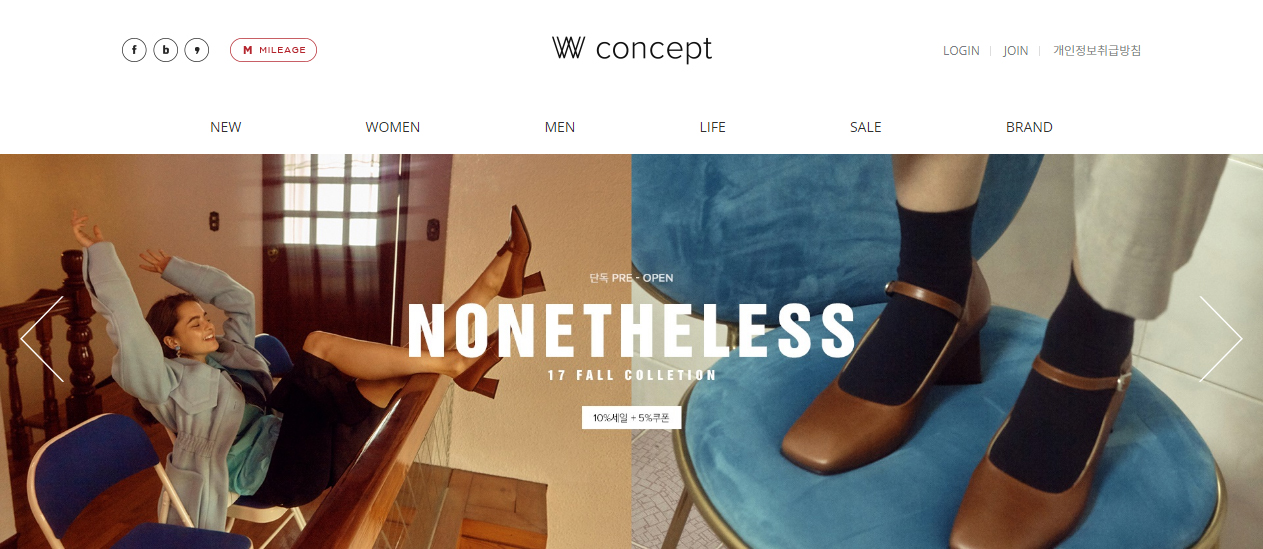 f b , M MILEAGE
W concept
LOGIN | JOIN | 개인정보취급방침
NEW WOMEN MEN LIFE SALE BRAND
단독 PRE - OPEN
NONETHELESS
17 FALL COLLETION
10%세일 + 5%쿠폰